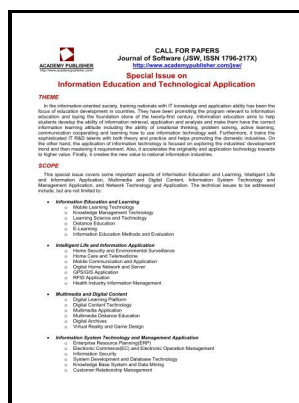 CALL FOR PAPERS
Journal of Software (JSW, ISSN 1796-217X)
http://www.academypublisher.com/jsw/
ACADEMY PUBLISHER
http://www.academypublisher.com/
Special Issue on
Information Education and Technological Application
THEME
In the information-oriented society, training nationals with IT knowledge and application ability has been the
focus of education development in countries. They have been promoting the program relevant to information
education and laying the foundation stone of the twenty-first century. Information education aims to help
students develop the ability of information retrieval, application and analysis and make them have the correct
information learning attitude including the ability of creational thinking, problem solving, active learning,
communication cooperating and learning how to use information technology well. Furthermore, it trains the
sophisticated IT R&D talents with both theory and practice and helps promoting the domestic industries. On
the other hand, the application of information technology is focused on exploring the industries' development
trend and then mastering it requirement. Also, it accelerates the originality and application technology towards
to higher value. Finally, it creates the new value to national information industries.
SCOPE
This special issue covers some important aspects of Information Education and Learning, Intelligent Life
and Information Application, Multimedia and Digital Content, Information System Technology and
Management Application, and Network Technology and Application. The technical issues to be addressed
include, but are not limited to:
• Information Education and Learning
o Mobile Learning Technology
o Knowledge Management Technology
o Learning Science and Technology
o Distance Education
o E-Learning
o Information Education Methods and Evaluation
• Intelligent Life and Information Application
o Home Security and Environmental Surveillance
o Home Care and Telemedicine
o Mobile Communication and Application
o Digital Home Network and Server
o GPS/GIS Application
o RFID Application
o Health Industry Information Management
• Multimedia and Digital Content
o Digital Learning Platform
o Digital Content Technology
o Multimedia Application
o Multimedia Distance Education
o Digital Archives
o Virtual Reality and Game Design
• Information System Technology and Management Application
o Enterprise Resource Planning(ERP)
o Electronic Commerce(EC) and Electronic Operation Management
o Information Security
o System Development and Database Technology
o Knowledge Base System and Data Mining
o Customer Relationship Management